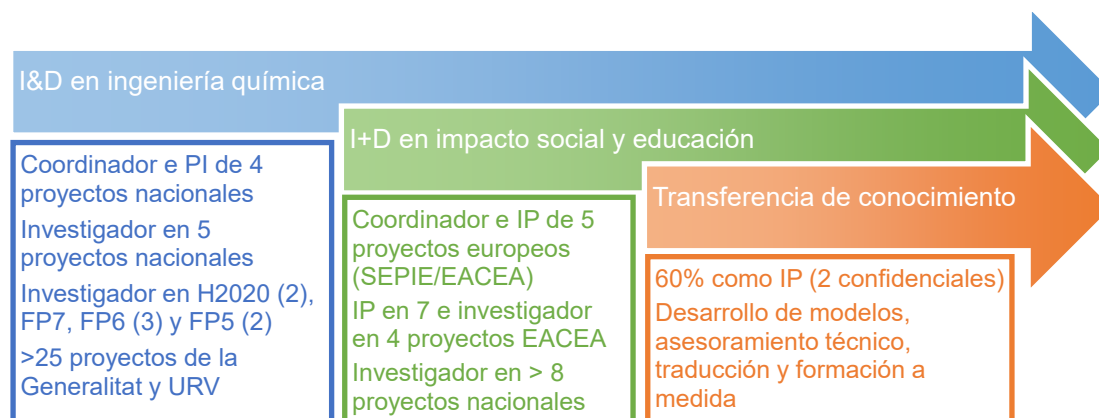 I&D en ingeniería química
Coordinador e PI de 4
proyectos nacionales
Investigador en 5
proyectos nacionales
Investigador en H2020 (2),
FP7, FP6 (3) y FP5 (2)
>25 proyectos de la
Generalitat y URV
I+D en impacto social y educación
Coordinador e IP de 5
proyectos europeos
(SEPIE/EACEA)
IP en 7 e investigador
en 4 proyectos EACEA
Investigador en > 8
proyectos nacionales
Transferencia de conocimiento
60% como IP (2 confidenciales)
Desarrollo de modelos,
asesoramiento técnico,
traducción y formación a
medida